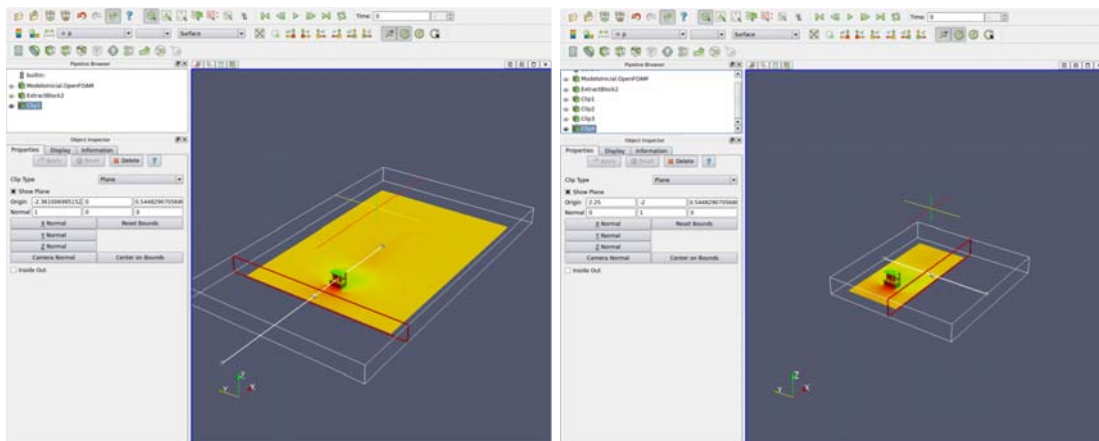 Time: 0
p
Surface
Pipeline Browser
builtin:
ModeloInicial.OpenFOAM
ExtractBlock2
Clip1
Object Inspector
Properties Display Information
Apply Reset Delete ?
Clip Type Plane
Show Plane
Origin 0
Normal 1 0 0
X Normal Reset Bounds
Y Normal
Z Normal
Camera Normal Center on Bounds
Inside Out
Z
Y X
Time: 0
p
Surface
Pipeline Browser
ModeloInicial.OpenFOAM
ExtractBlock2
Clip1
Clip2
Clip3
Clip4
Object Inspector
Properties Display Information
Apply Reset Delete ?
Clip Type Plane
Show Plane
Origin 2.25 -2
Normal 0 1 0
X Normal Reset Bounds
Y Normal
Z Normal
Camera Normal Center on Bounds
Inside Out
Z
Y X